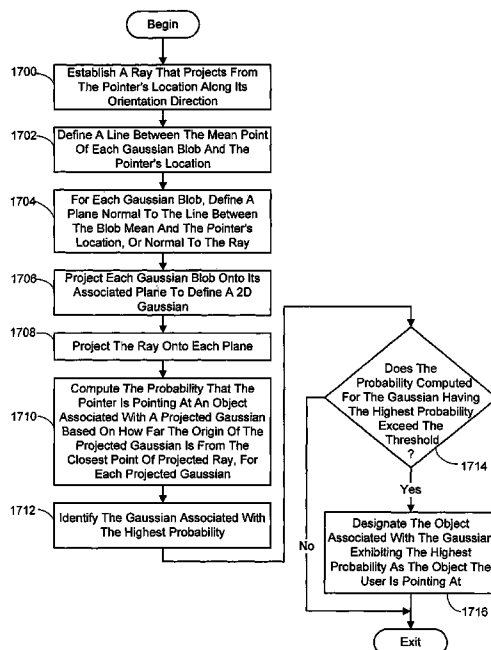 Begin
1700
Establish A Ray That Projects From
The Pointer's Location Along Its
Orientation Direction
1702
Define A Line Between The Mean Point
Of Each Gaussian Blob And The
Pointer's Location
1704
For Each Gaussian Blob, Define A
Plane Normal To The Line Between
The Blob Mean And The Pointer's
Location, Or Normal To The Ray
1706
Project Each Gaussian Blob Onto Its
Associated Plane To Define A 2D
Gaussian
1708
Project The Ray Onto Each Plane
1710
Compute The Probability That The
Pointer Is Pointing At An Object
Associated With A Projected Gaussian
Based On How Far The Origin Of The
Projected Gaussian Is From The
Closest Point Of Projected Ray, For
Each Projected Gaussian
1712
Identify The Gaussian Associated With
The Highest Probability
Does The
Probability Computed
For The Gaussian Having
The Highest Probability
Exceed The
Threshold
?
1714
Yes
No
Designate The Object
Associated With The Gaussian
Exhibiting The Highest
Probability As The Object The
User Is Pointing At
1716
Exit